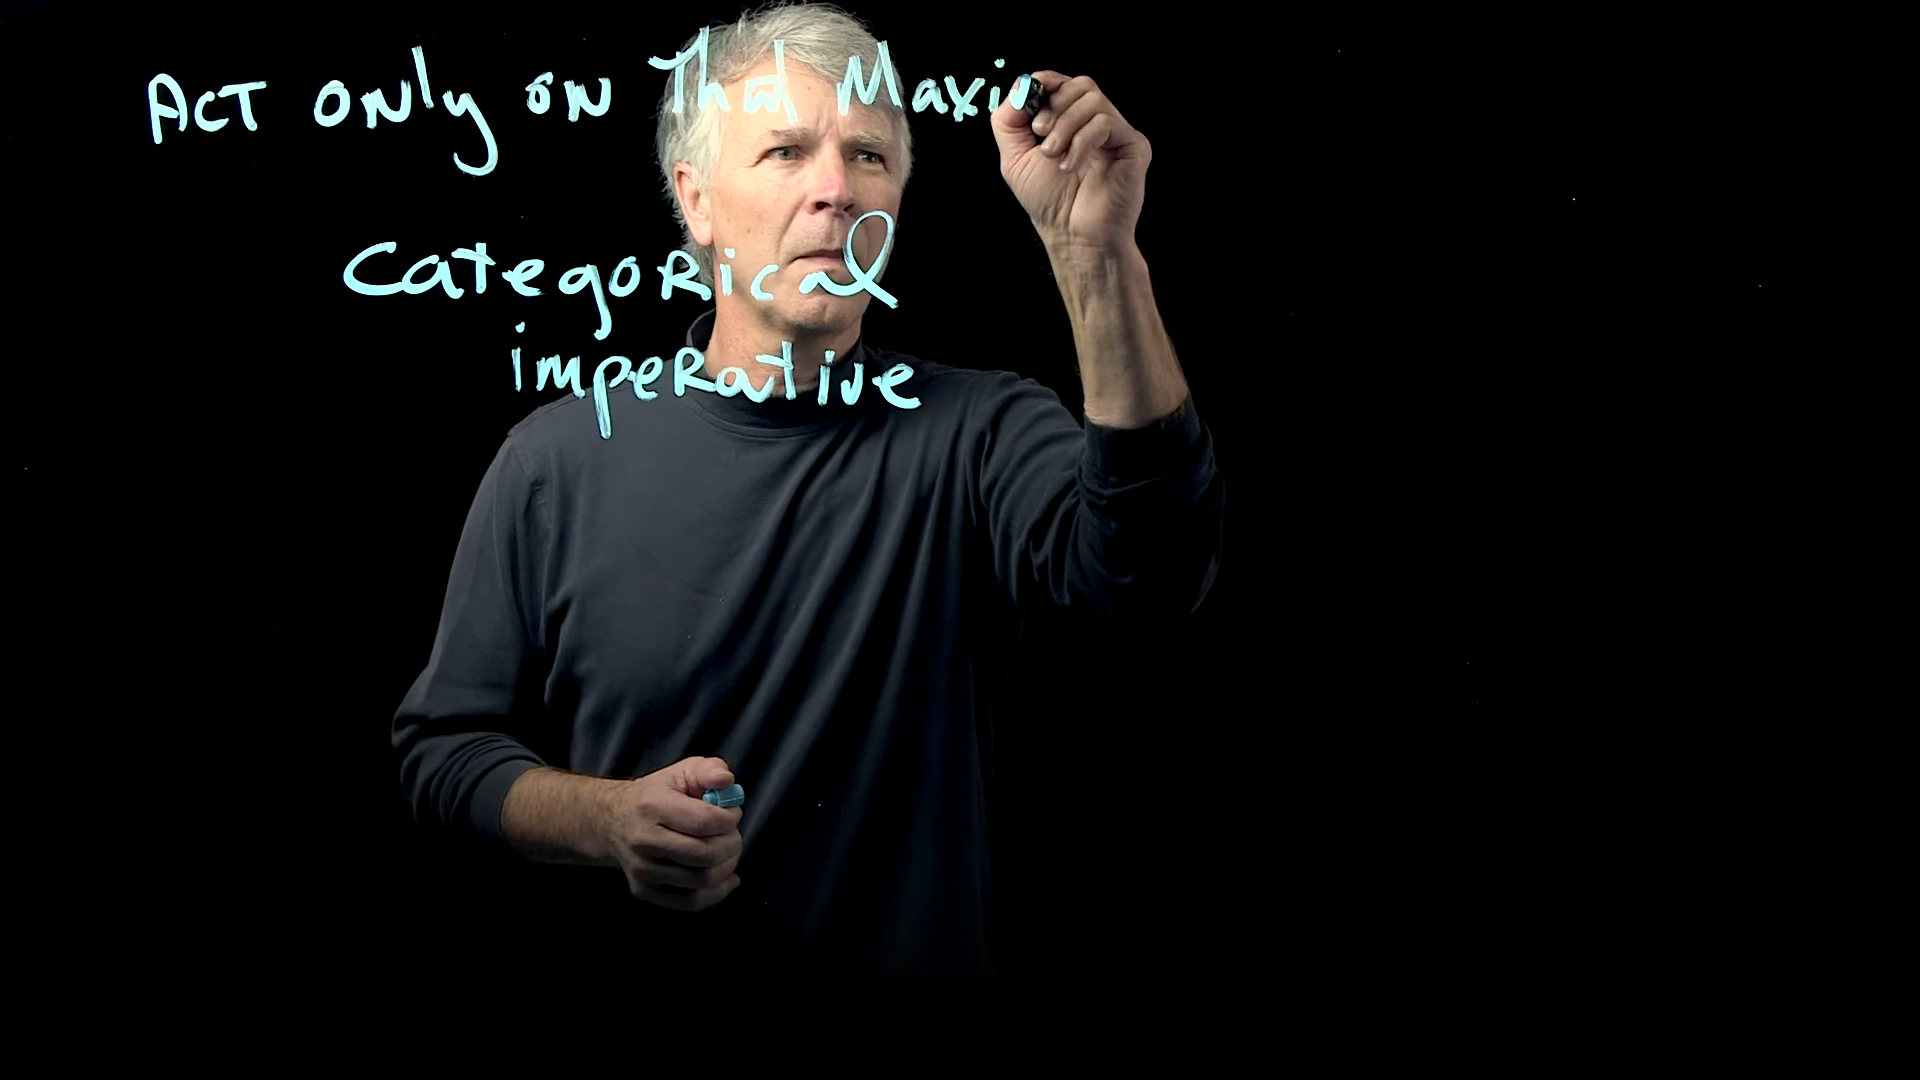 Act only on That Maxi
Categorical
imperative